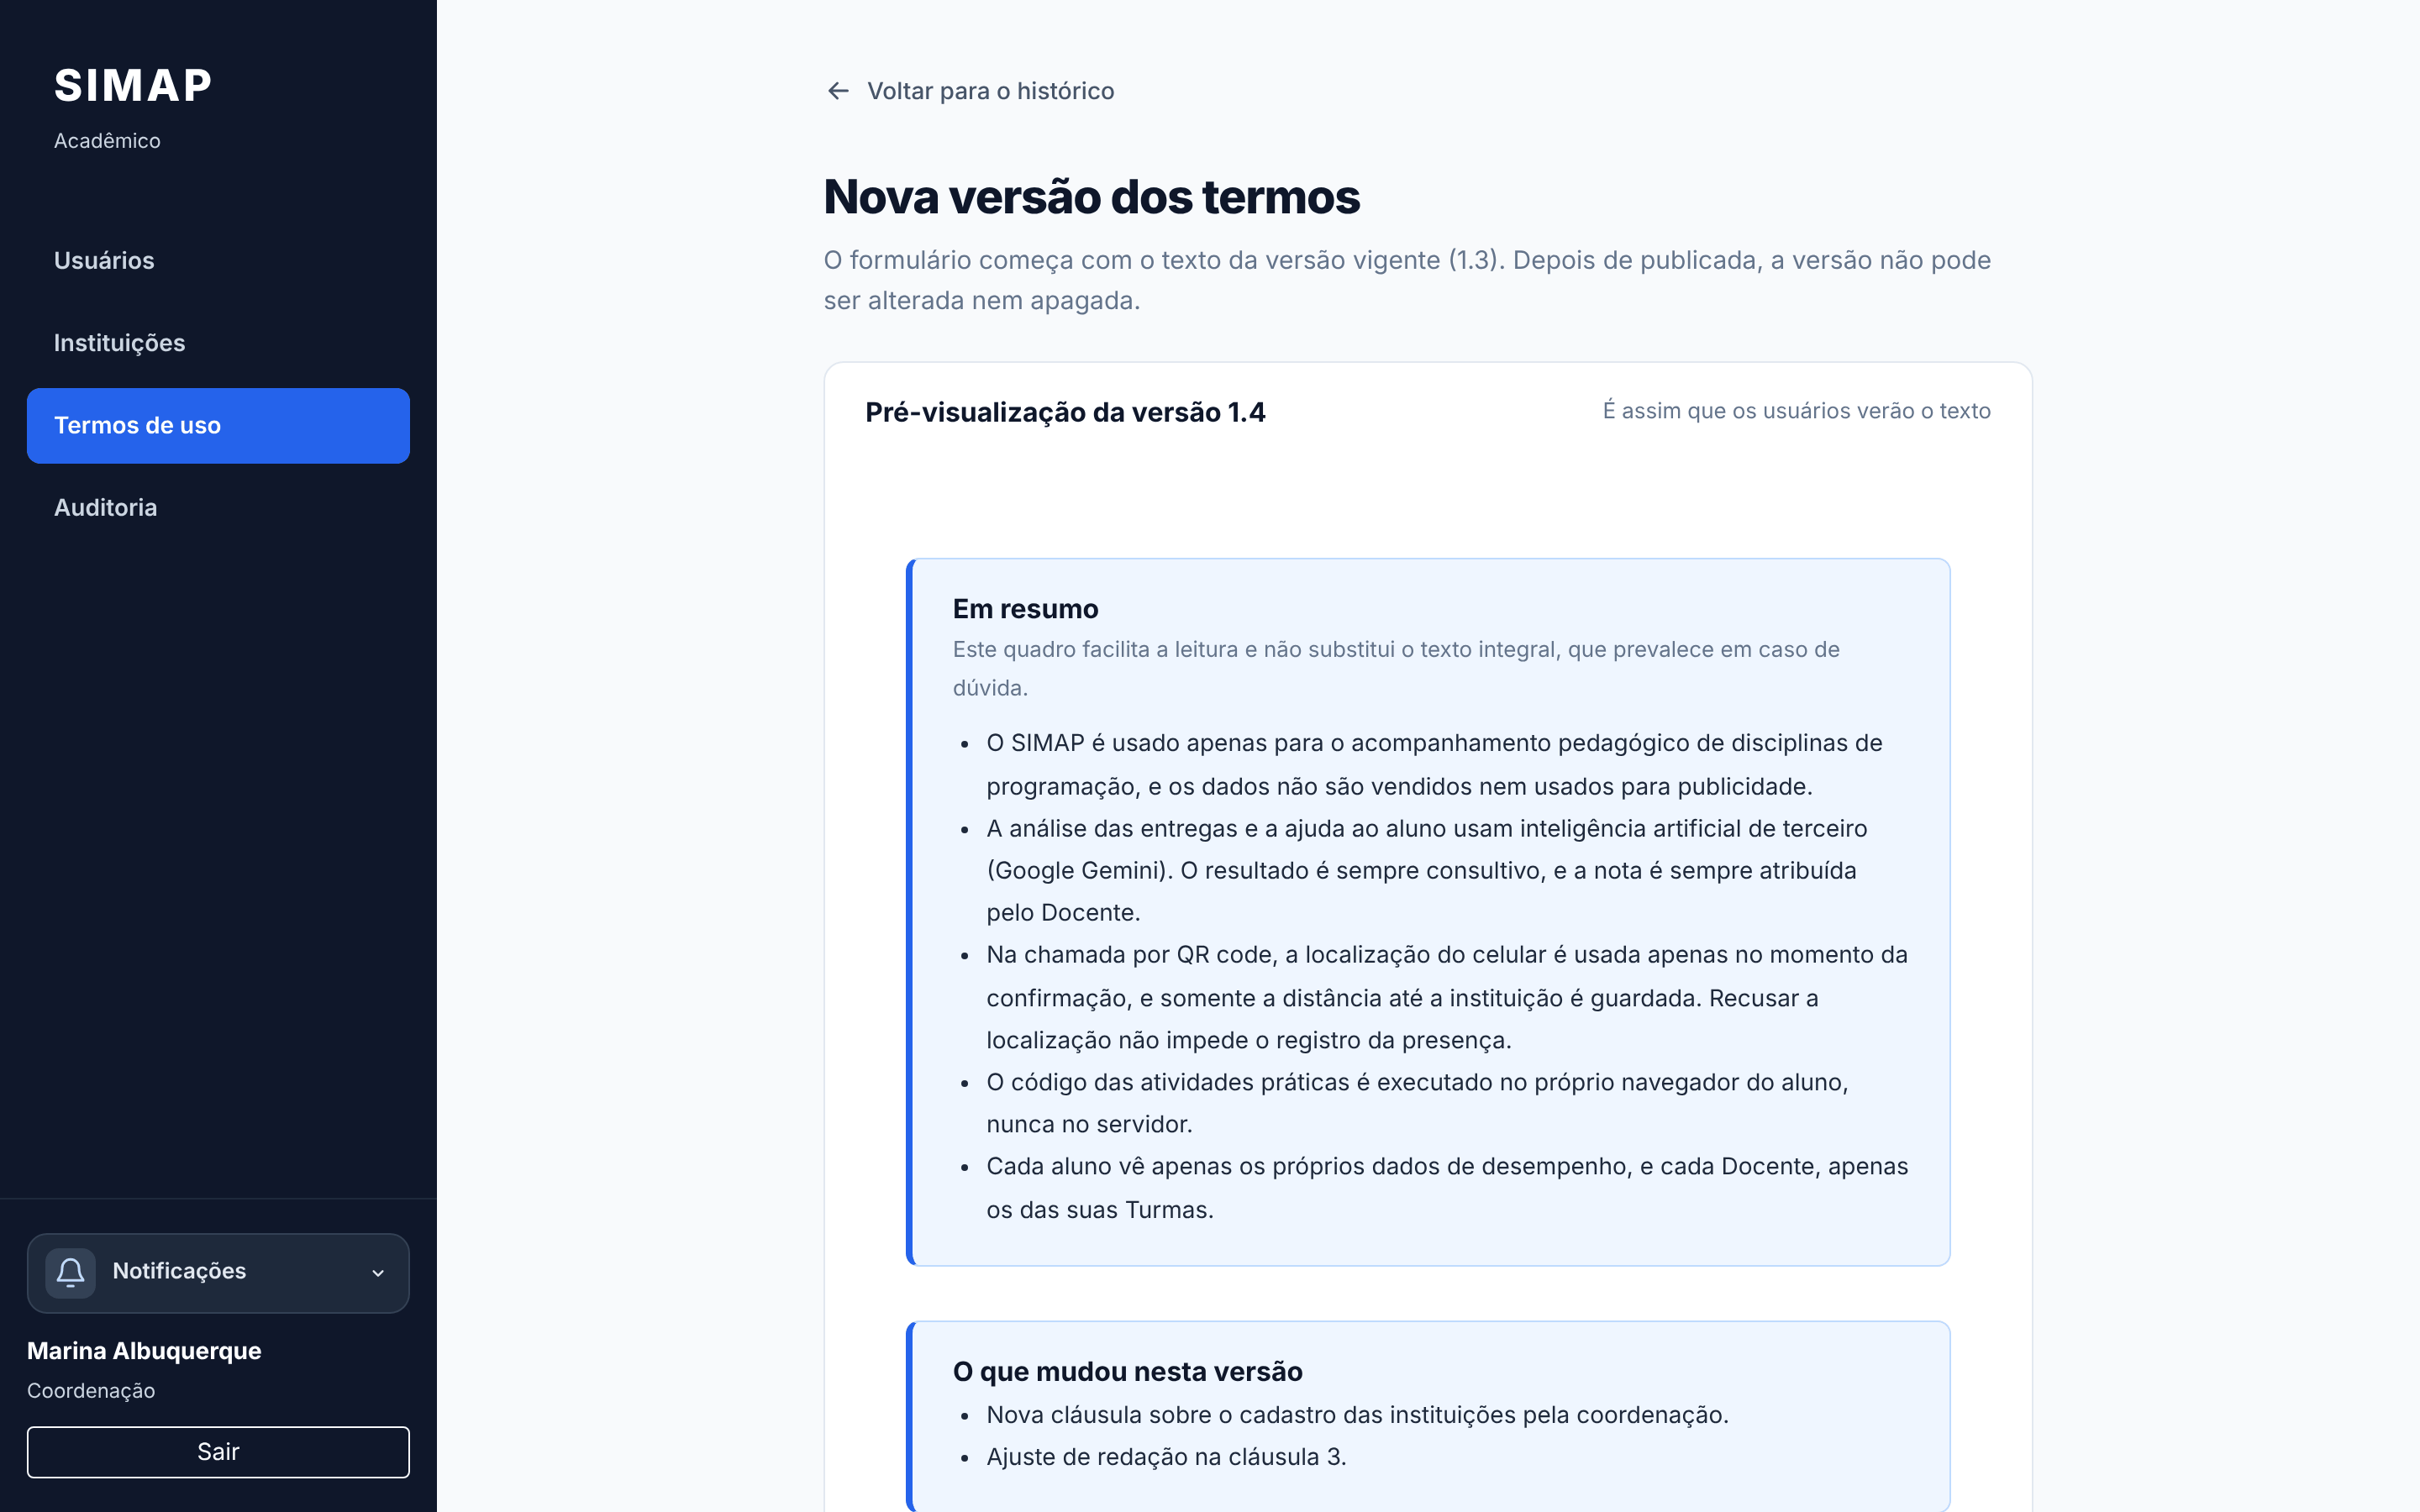 SIMAP
Acadêmico
Usuários
Instituições
Termos de uso
Auditoria
Notificações
Marina Albuquerque
Coordenação
Sair
Voltar para o histórico
Nova versão dos termos
O formulário começa com o texto da versão vigente (1.3). Depois de publicada, a versão não pode
ser alterada nem apagada.
Pré-visualização da versão 1.4
É assim que os usuários verão o texto
Em resumo
Este quadro facilita a leitura e não substitui o texto integral, que prevalece em caso de
dúvida.
• O SIMAP é usado apenas para o acompanhamento pedagógico de disciplinas de
programação, e os dados não são vendidos nem usados para publicidade.
• A análise das entregas e a ajuda ao aluno usam inteligência artificial de terceiro
(Google Gemini). O resultado é sempre consultivo, e a nota é sempre atribuída
pelo Docente.
• Na chamada por QR code, a localização do celular é usada apenas no momento da
confirmação, e somente a distância até a instituição é guardada. Recusar a
localização não impede o registro da presença.
• O código das atividades práticas é executado no próprio navegador do aluno,
nunca no servidor.
• Cada aluno vê apenas os próprios dados de desempenho, e cada Docente, apenas
os das suas Turmas.
O que mudou nesta versão
• Nova cláusula sobre o cadastro das instituições pela coordenação.
• Ajuste de redação na cláusula 3.